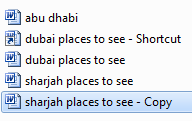 abu dhabi
dubai places to see - Shortcut
dubai places to see
sharjah places to see
sharjah places to see - Copy